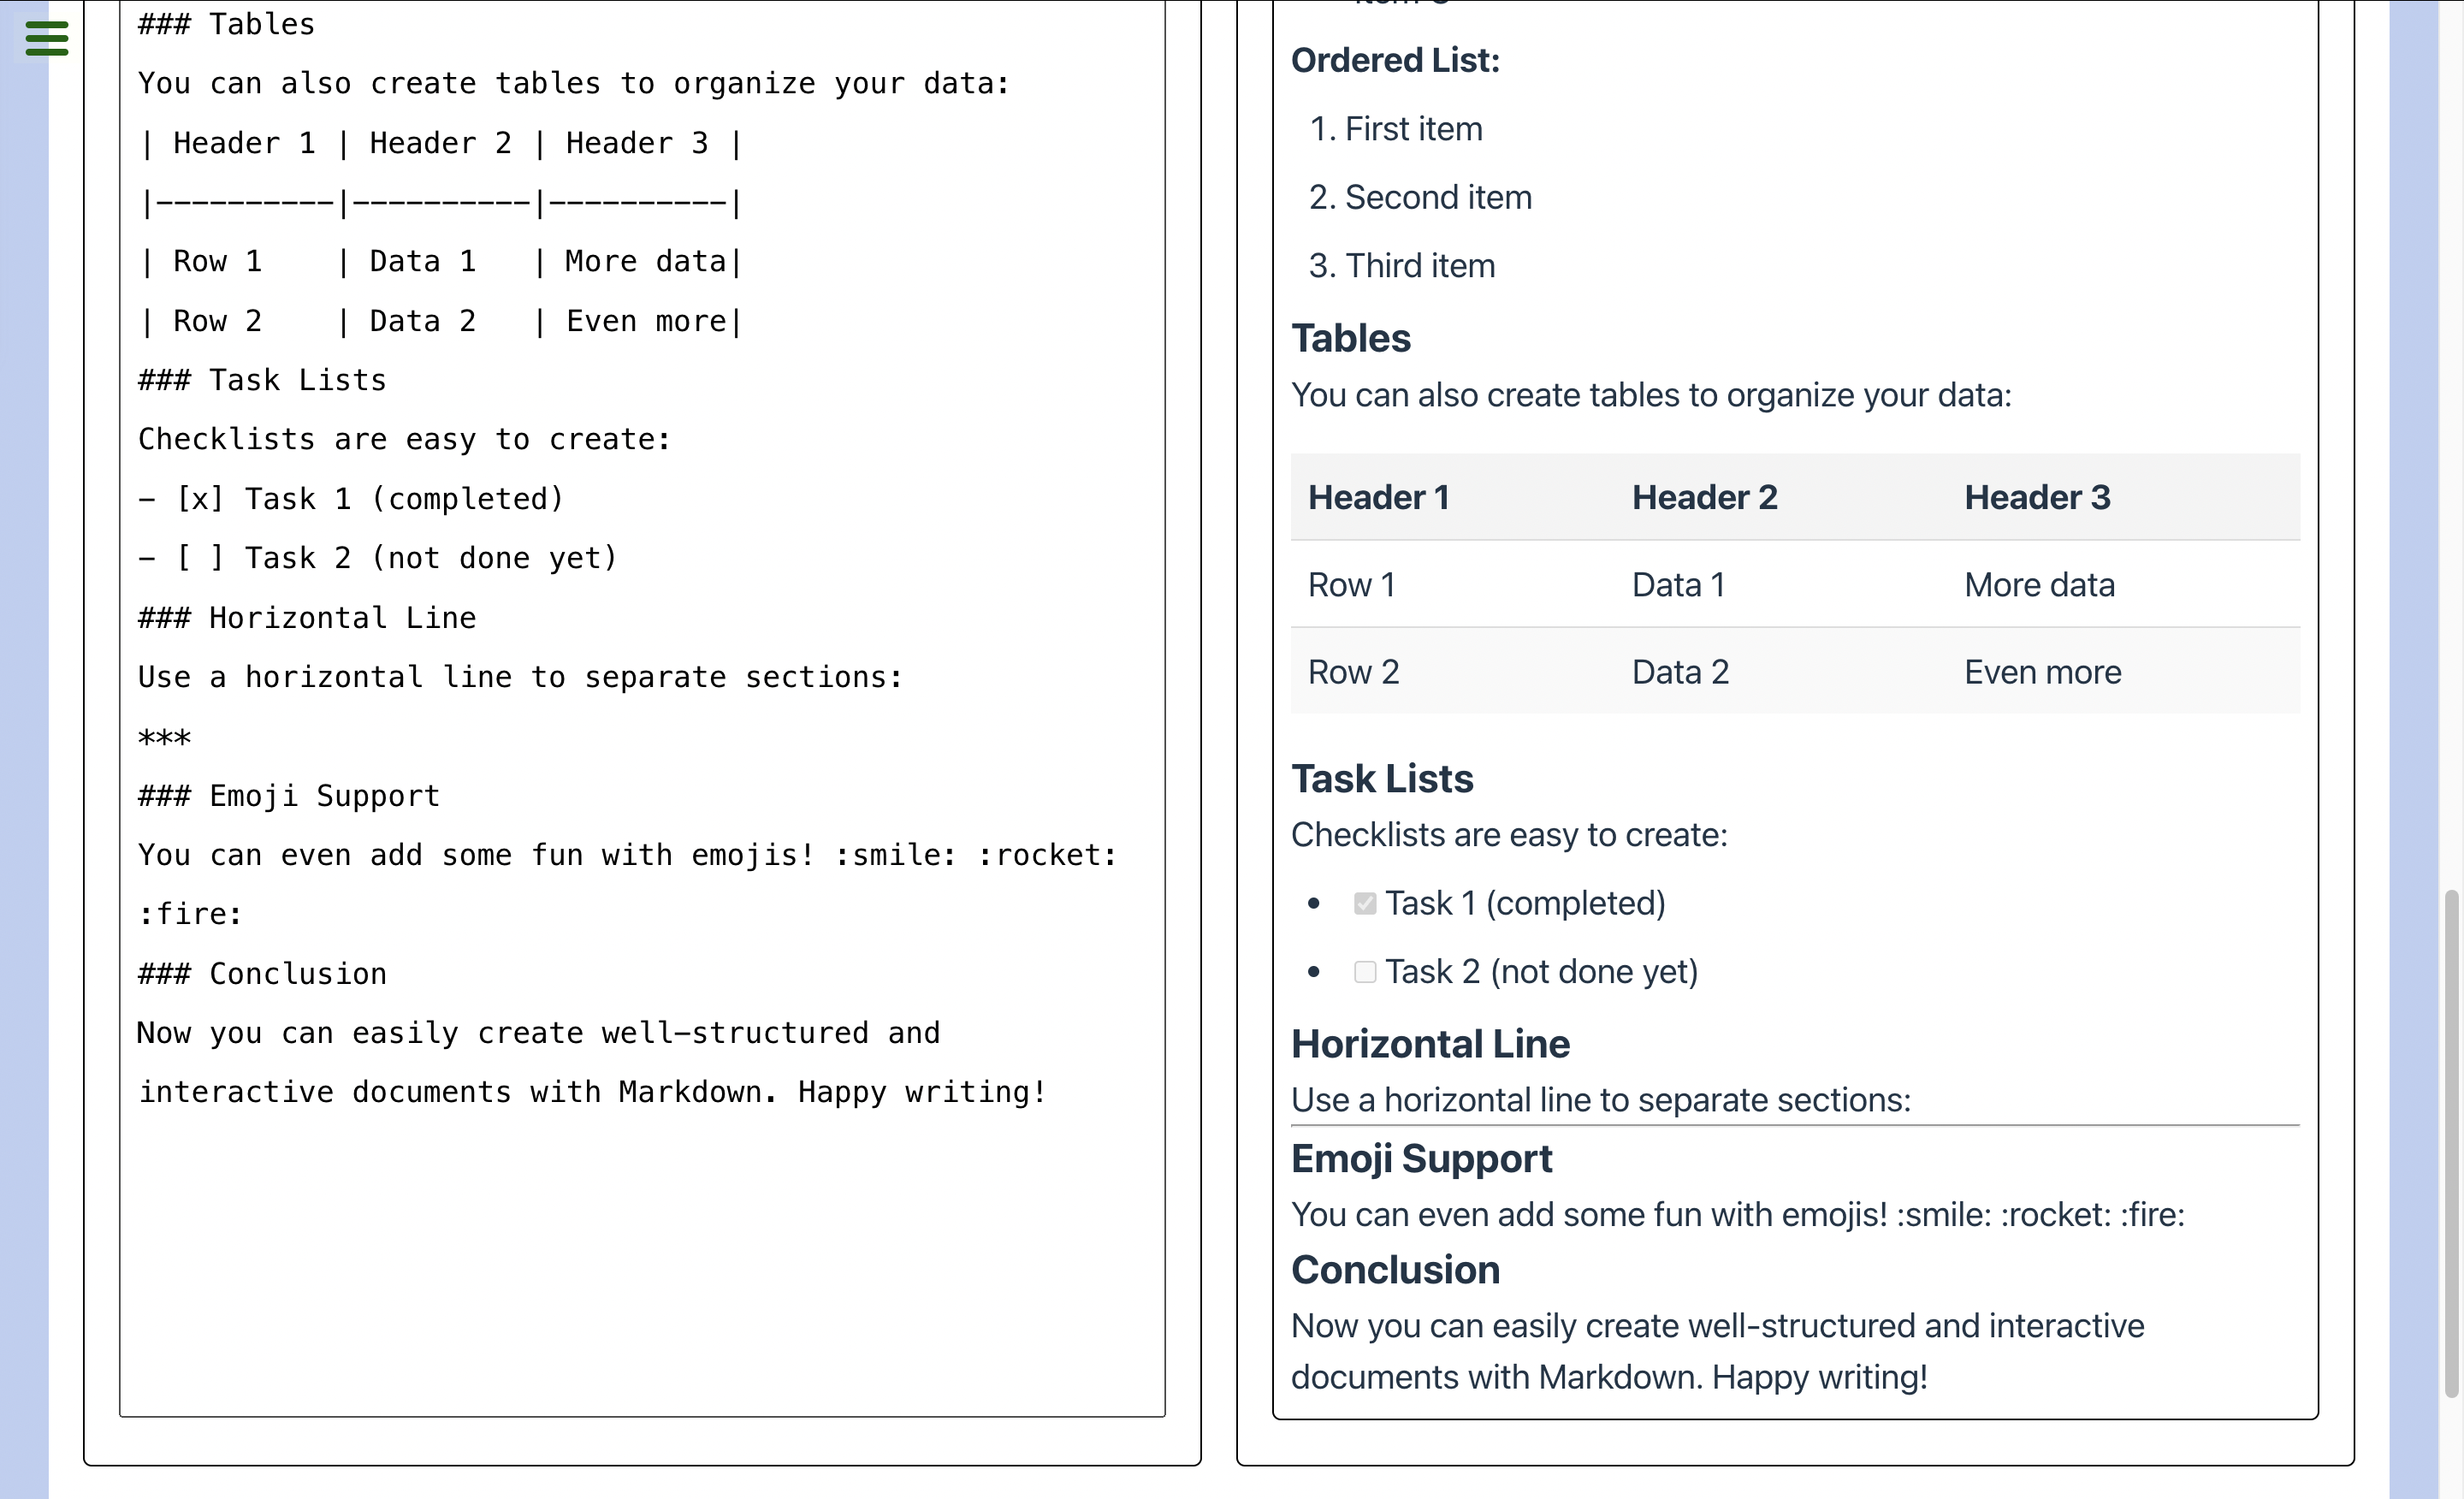 ### Tables
You can also create tables to organize your data:
| Header 1 | Header 2 | Header 3 |
|----------|----------|----------|
| Row 1    | Data 1   | More data|
| Row 2    | Data 2   | Even more|
### Task Lists
Checklists are easy to create:
- [x] Task 1 (completed)
- [ ] Task 2 (not done yet)
### Horizontal Line
Use a horizontal line to separate sections:
***
### Emoji Support
You can even add some fun with emojis! :smile: :rocket:
:fire:
### Conclusion
Now you can easily create well-structured and
interactive documents with Markdown. Happy writing!
Ordered List:
1. First item
2. Second item
3. Third item
Tables
You can also create tables to organize your data:
Header 1 Header 2 Header 3
Row 1 Data 1 More data
Row 2 Data 2 Even more
Task Lists
Checklists are easy to create:
• Task 1 (completed)
• Task 2 (not done yet)
Horizontal Line
Use a horizontal line to separate sections:
Emoji Support
You can even add some fun with emojis! :smile: :rocket: :fire:
Conclusion
Now you can easily create well-structured and interactive
documents with Markdown. Happy writing!